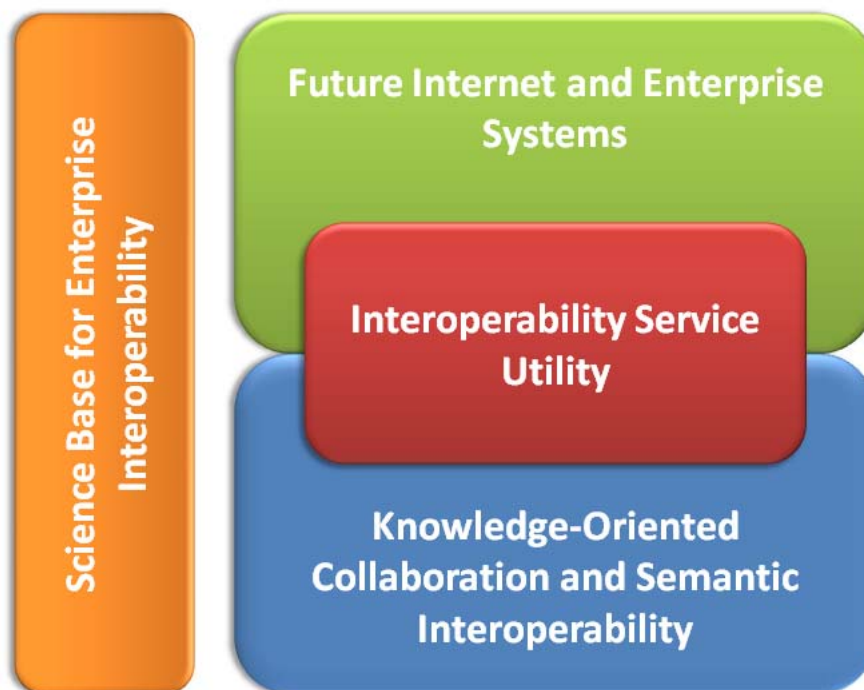 Science Base for Enterprise
Interoperability
Future Internet and Enterprise
Systems
Interoperability Service
Utility
Knowledge-Oriented
Collaboration and Semantic
Interoperability